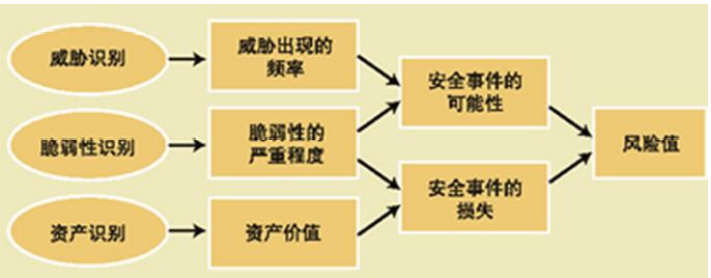 威胁识别
威胁出现的
频率
安全事件的
可能性
脆弱性识别
脆弱性的
严重程度
风险值
安全事件的
损失
资产识别
资产价值